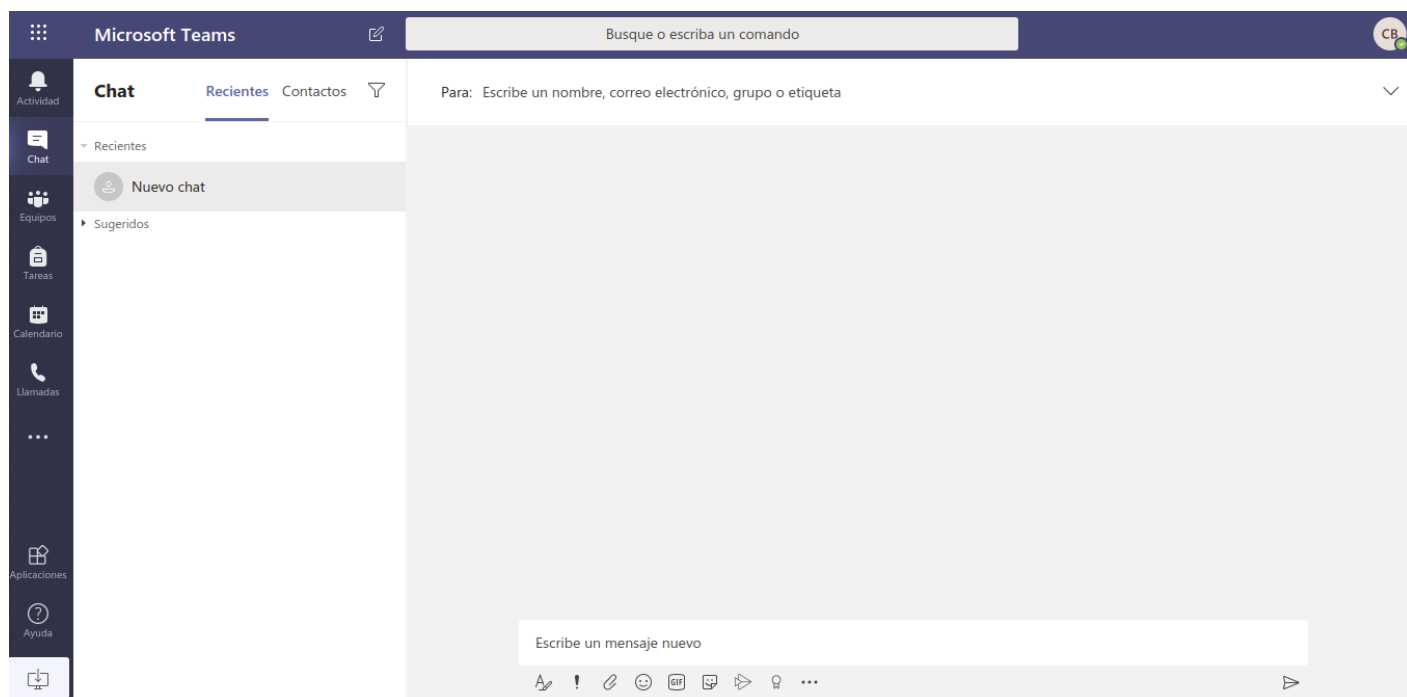 Microsoft Teams
Busque o escriba un comando
CB
Actividad
Chat
Equipos
Tareas
Calendario
Llamadas
Aplicaciones
Ayuda
Chat
Recientes Contactos
Recientes
Nuevo chat
Sugeridos
Para: Escribe un nombre, correo electrónico, grupo o etiqueta
Escribe un mensaje nuevo
GIF